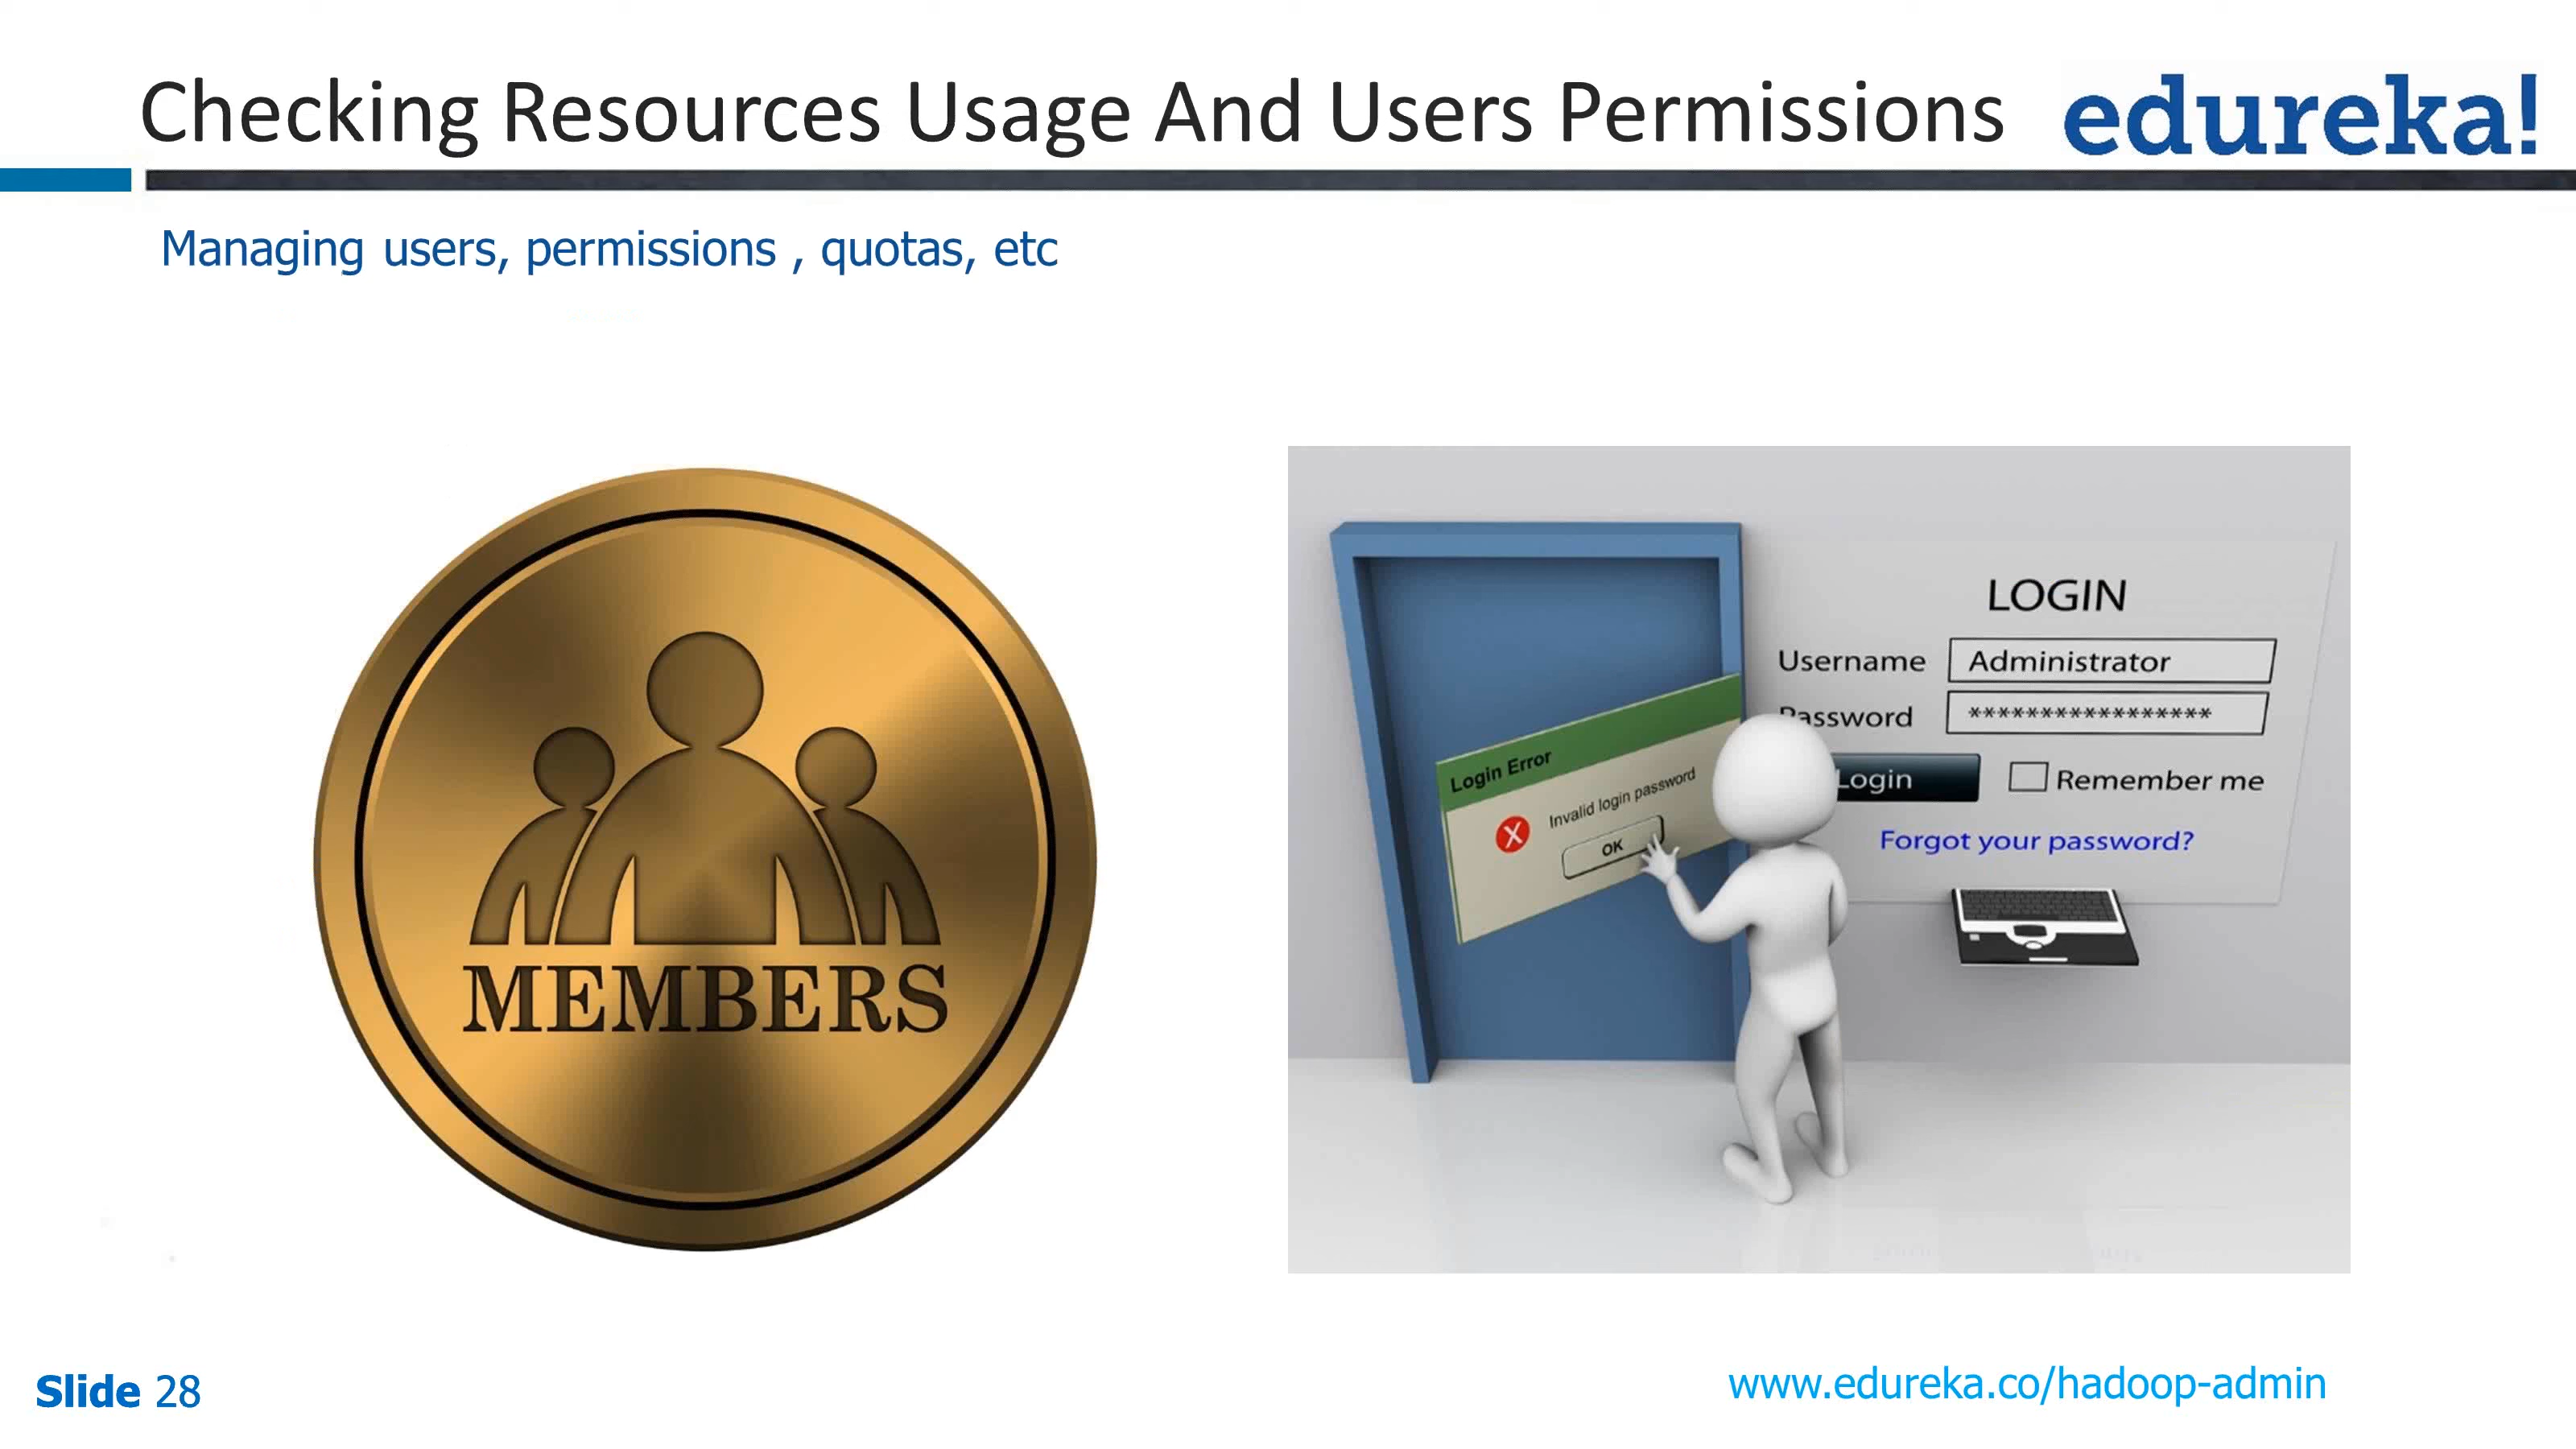 Checking Resources Usage And Users Permissions
edureka!
Managing users, permissions , quotas, etc
MEMBERS
LOGIN
Username Administrator
Password *****************
Login Remember me
Forgot your password?
Login Error
Invalid login password
X
OK
Slide 28
www.edureka.co/hadoop-admin